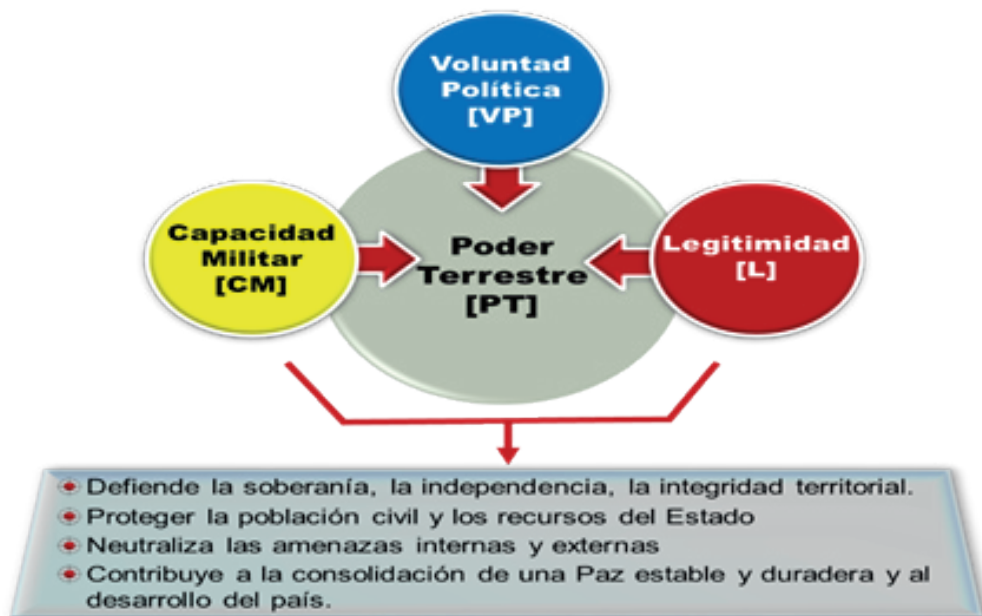 Voluntad
Política
[VP]
Capacidad
Militar
[CM]
Poder
Terrestre
[PT]
Legitimidad
[L]
Defiende la soberanía, la independencia, la integridad territorial.
Proteger la población civil y los recursos del Estado
Neutraliza las amenazas internas y externas
Contribuye a la consolidación de una Paz estable y duradera y al
desarrollo del país.